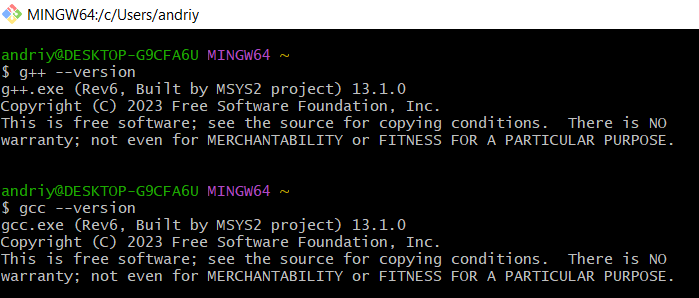 MINGW64:/c/Users/andriy
andriy@DESKTOP-G9CFA6U MINGW64 ~
$ g++ --version
g++.exe (Rev6, Built by MSYS2 project) 13.1.0
Copyright (C) 2023 Free Software Foundation, Inc.
This is free software; see the source for copying conditions.  There is NO
warranty; not even for MERCHANTABILITY or FITNESS FOR A PARTICULAR PURPOSE.
andriy@DESKTOP-G9CFA6U MINGW64 ~
$ gcc --version
gcc.exe (Rev6, Built by MSYS2 project) 13.1.0
Copyright (C) 2023 Free Software Foundation, Inc.
This is free software; see the source for copying conditions.  There is NO
warranty; not even for MERCHANTABILITY or FITNESS FOR A PARTICULAR PURPOSE.